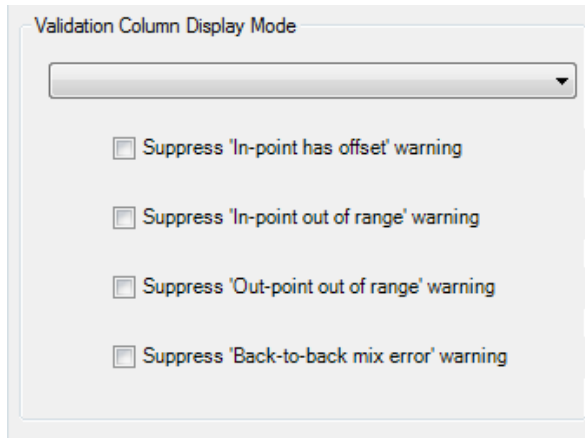 Validation Column Display Mode
Suppress 'In-point has offset' warning
Suppress 'In-point out of range' warning
Suppress 'Out-point out of range' warning
Suppress 'Back-to-back mix error' warning